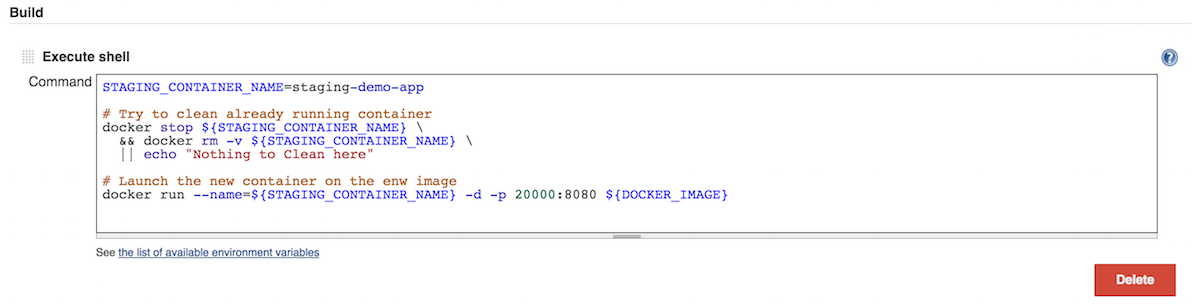 Build
Execute shell
?
Command
STAGING_CONTAINER_NAME=staging-demo-app
# Try to clean already running container
docker stop ${STAGING_CONTAINER_NAME} \
&& docker rm -v ${STAGING_CONTAINER_NAME} \
|| echo "Nothing to Clean here"
# Launch the new container on the enw image
docker run --name=${STAGING_CONTAINER_NAME} -d -p 20000:8080 ${DOCKER_IMAGE}
See the list of available environment variables
Delete